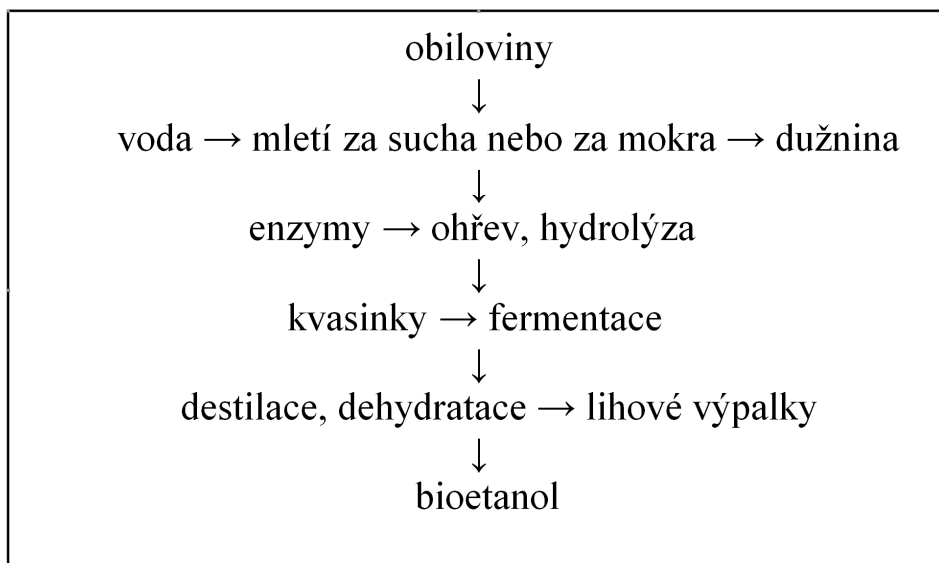 obiloviny
↓
voda → mletí za sucha nebo za mokra → dužnina
↓
enzymy → ohřev, hydrolýza
↓
kvasinky → fermentace
↓
destilace, dehydratace → lihové výpalky
↓
bioetanol